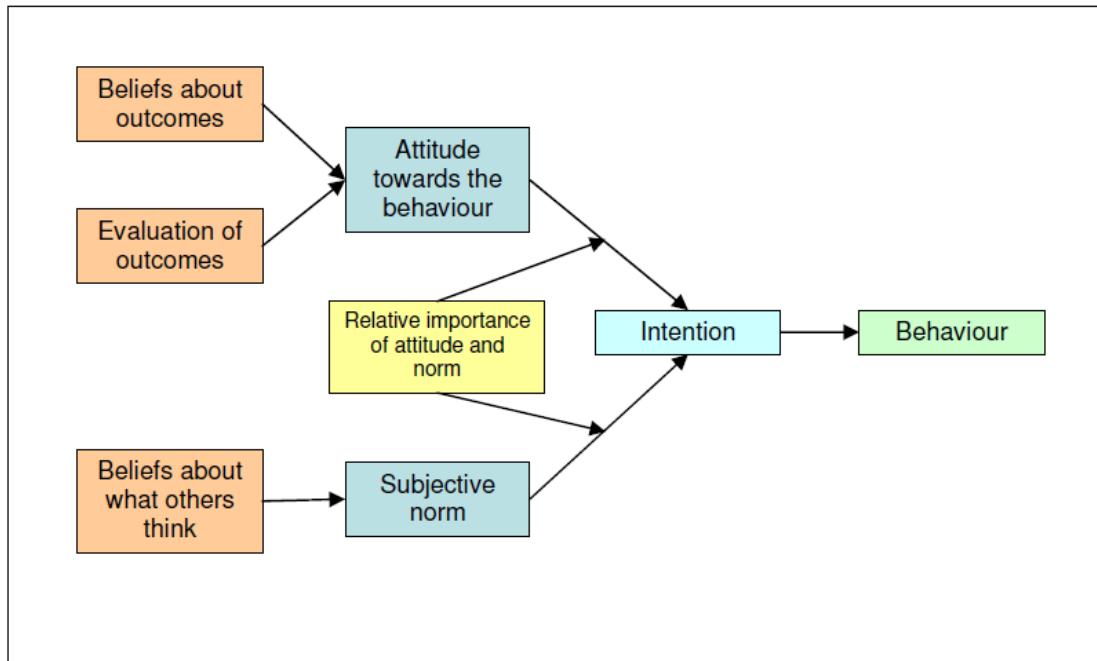 Beliefs about
outcomes
Attitude
towards the
behaviour
Evaluation of
outcomes
Relative importance
of attitude and
norm
Intention
Behaviour
Beliefs about
what others
think
Subjective
norm